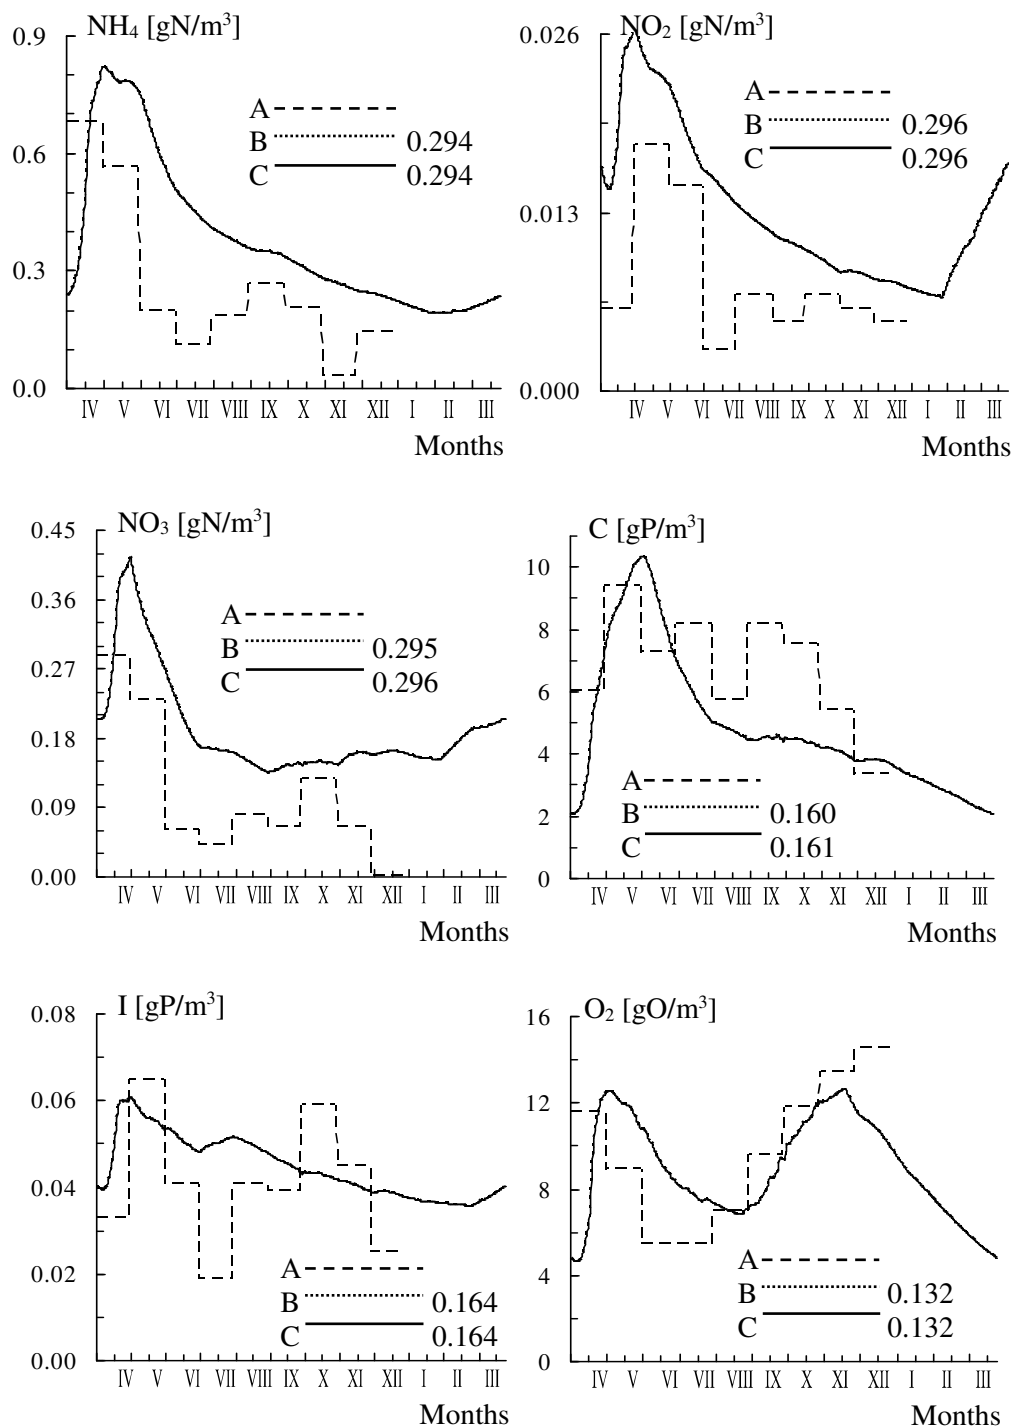 NH₄ [gN/m³]
0.9
0.6
0.3
0.0
A
B 0.294
C 0.294
IV V VI VII VIII IX X XI XII I II III
Months
NO₂ [gN/m³]
0.026
0.013
0.000
A
B 0.296
C 0.296
IV V VI VII VIII IX X XI XII I II III
Months
NO₃ [gN/m³]
0.45
0.36
0.27
0.18
0.09
0.00
A
B 0.295
C 0.296
IV V VI VII VIII IX X XI XII I II III
Months
C [gP/m³]
10
8
6
4
2
0
A
B 0.160
C 0.161
IV V VI VII VIII IX X XI XII I II III
Months
I [gP/m³]
0.08
0.06
0.04
0.02
0.00
A
B 0.164
C 0.164
IV V VI VII VIII IX X XI XII I II III
Months
O₂ [gO/m³]
16
12
8
4
0
A
B 0.132
C 0.132
IV V VI VII VIII IX X XI XII I II III
Months